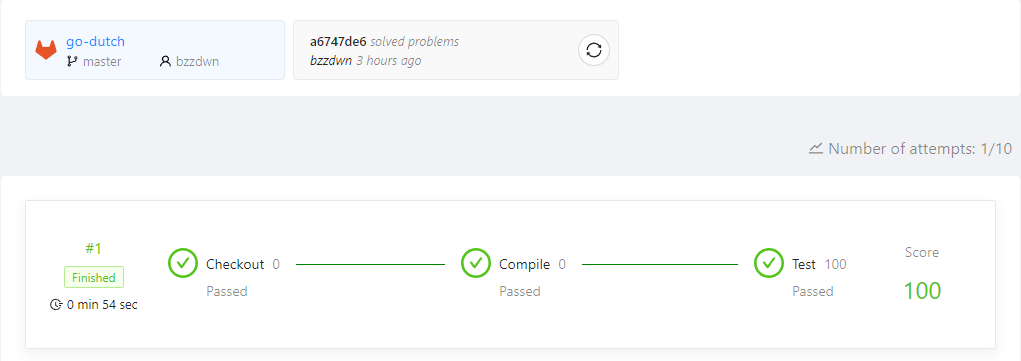 go-dutch
master
bzzdwn
a6747de6 solved problems
bzzdwn 3 hours ago
Number of attempts: 1/10
#1
Finished
0 min 54 sec
Checkout 0
Passed
Compile 0
Passed
Test 100
Passed
Score
100